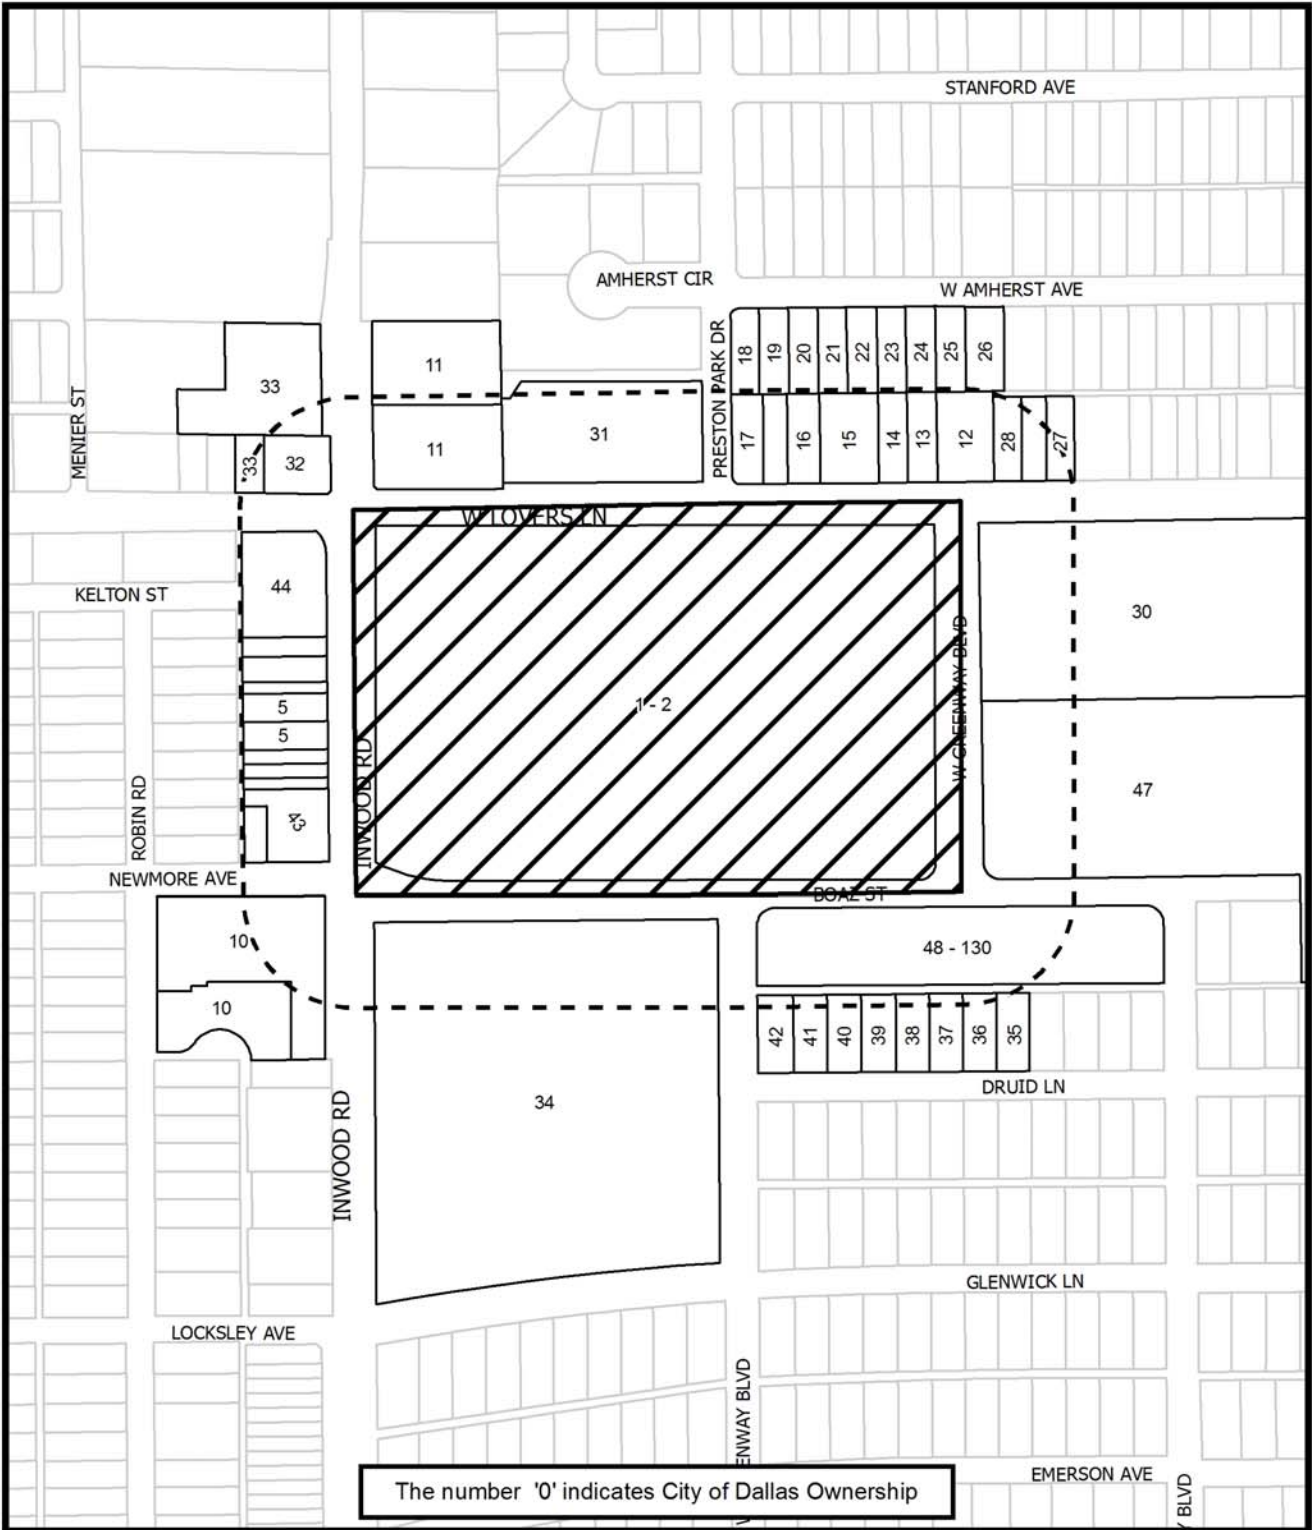 STANFORD AVE
AMHERST CIR
W AMHERST AVE
MENIER ST
PRESTON PARK DR
18
19
20
21
22
23
24
25
26
33
11
33
32
11
31
17
16
15
14
13
12
28
27
W LOVERS LN
44
KELTON ST
30
5
5
1 - 2
W GREENWAY BLVD
INWOOD RD
ROBIN RD
43
47
NEWMORE AVE
BOAZ ST
10
48 - 130
10
42
41
40
39
38
37
36
35
DRUID LN
34
INWOOD RD
GLENWICK LN
LOCKSLEY AVE
ENWAY BLVD
EMERSON AVE
Y BLVD
The number '0' indicates City of Dallas Ownership